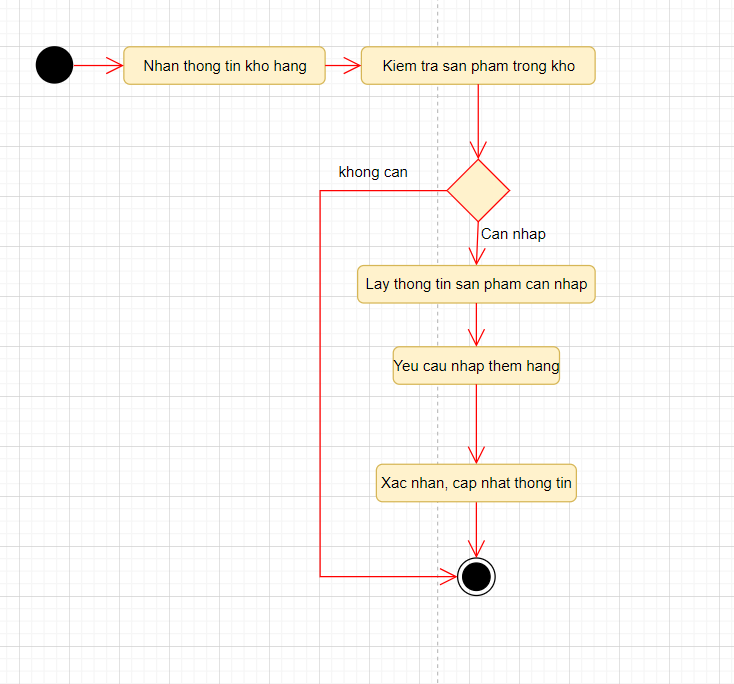 Nhan thong tin kho hang
Kiem tra san pham trong kho
khong can
Can nhap
Lay thong tin san pham can nhap
Yeu cau nhap them hang
Xac nhan, cap nhat thong tin